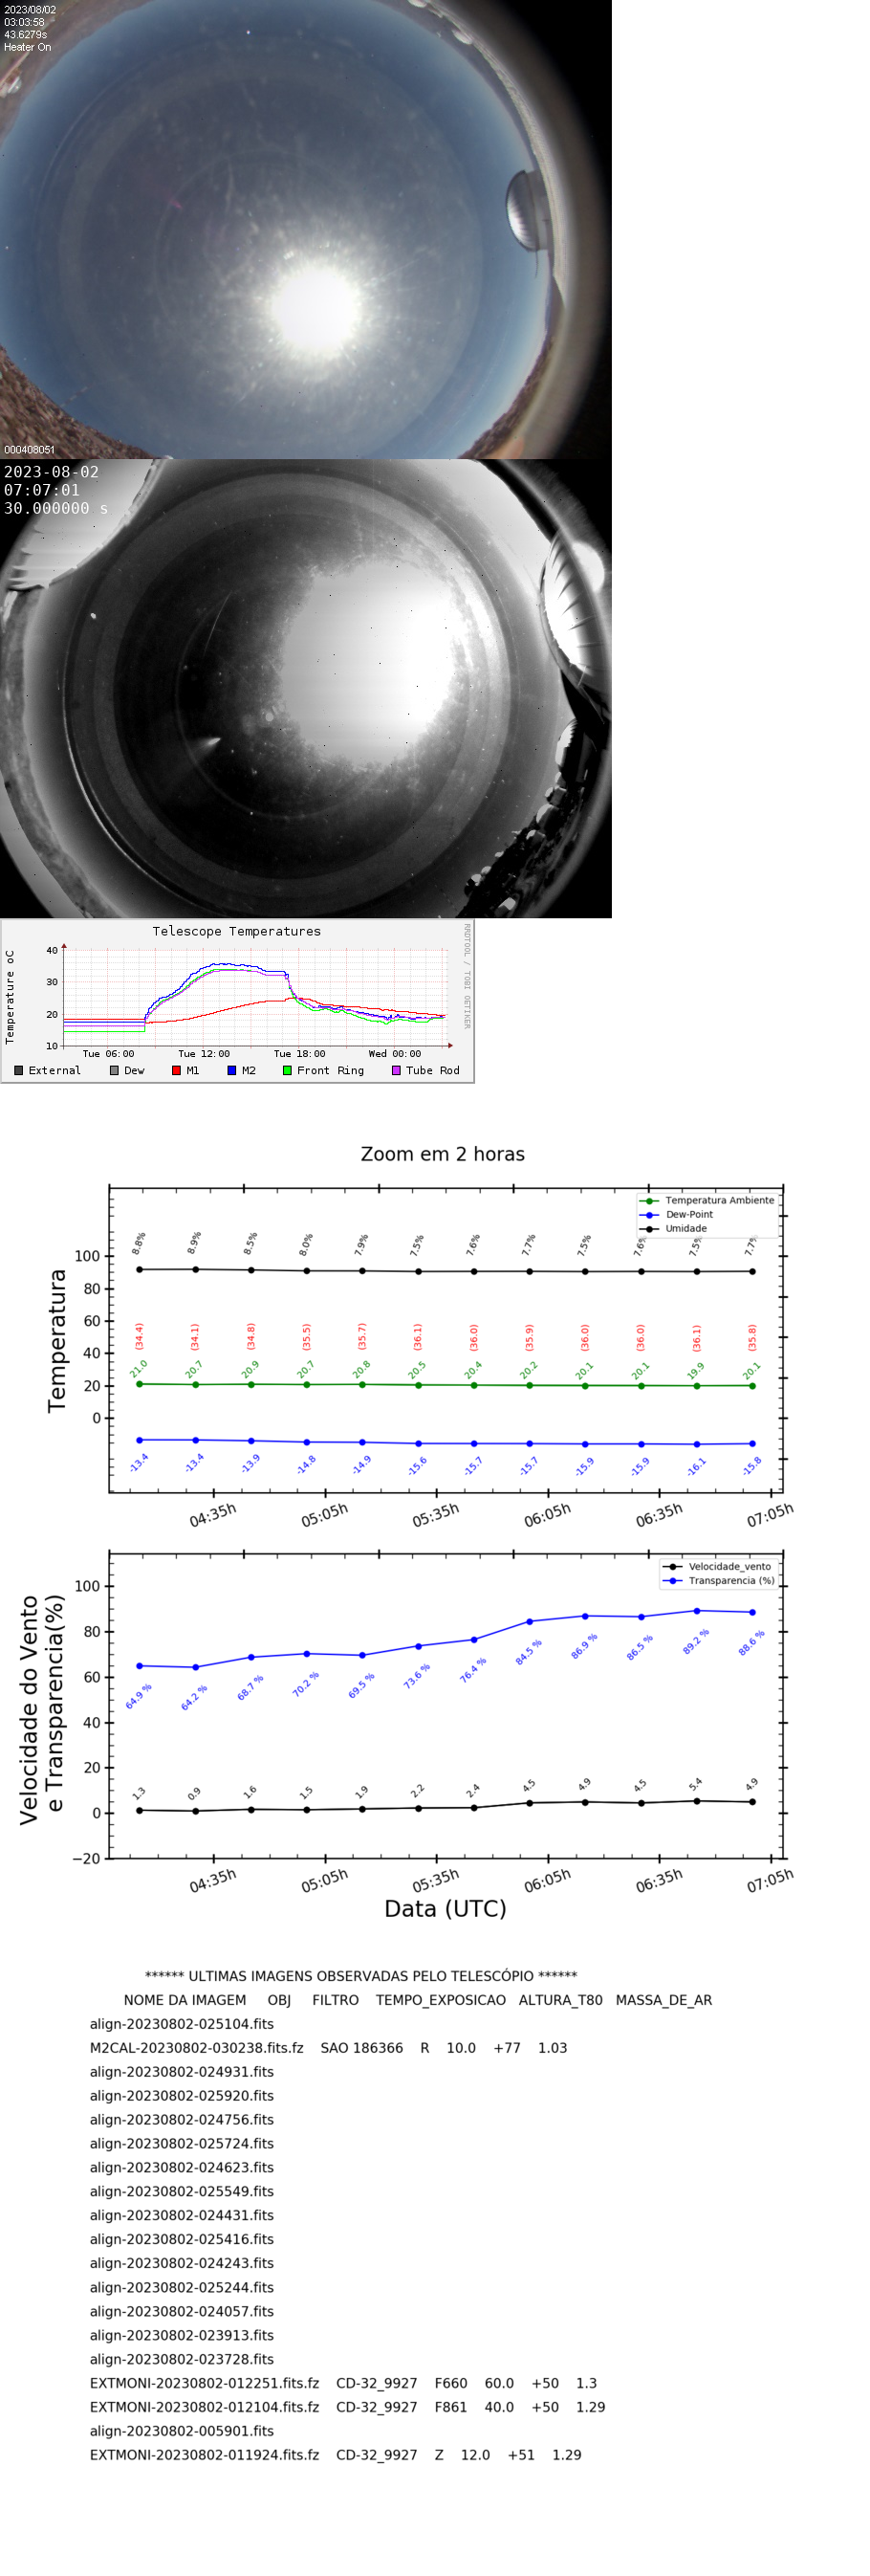 2023/08/02
03:03:58
43.6279s
Heater On
000408051
2023-08-02
07:07:01
30.000000 s
Telescope Temperatures
RRDTOOL / TOBI OETIKER
Temperature oC
40
30
20
10
Tue 06:00 Tue 12:00 Tue 18:00 Wed 00:00
External Dew M1 M2 Front Ring Tube Rod
Zoom em 2 horas
Temperatura Ambiente
Dew-Point
Umidade
Temperatura
100
80
60
40
20
0
8.8% 8.9% 8.5% 8.0% 7.9% 7.5% 7.6% 7.7% 7.5% 7.6% 7.5% 7.7%
(34.4) (34.1) (34.8) (35.5) (35.7) (36.1) (36.0) (35.9) (36.0) (36.0) (36.1) (35.8)
21.0 20.7 20.9 20.7 20.8 20.5 20.4 20.2 20.1 20.1 19.9 20.1
-13.4 -13.4 -13.9 -14.8 -14.9 -15.6 -15.7 -15.7 -15.9 -15.9 -16.1 -15.8
04:35h 05:05h 05:35h 06:05h 06:35h 07:05h
Velocidade_vento
Transparencia (%)
Velocidade do Vento
e Transparencia(%)
100
80
60
40
20
0
−20
64.9 % 64.2 % 68.7 % 70.2 % 69.5 % 73.6 % 76.4 % 84.5 % 86.9 % 86.5 % 89.2 % 88.6 %
1.3 0.9 1.6 1.5 1.9 2.2 2.4 4.5 4.9 4.5 5.4 4.9
04:35h 05:05h 05:35h 06:05h 06:35h 07:05h
Data (UTC)
****** ULTIMAS IMAGENS OBSERVADAS PELO TELESCÓPIO ******
NOME DA IMAGEM OBJ FILTRO TEMPO_EXPOSICAO ALTURA_T80 MASSA_DE_AR
align-20230802-025104.fits
M2CAL-20230802-030238.fits.fz SAO 186366 R 10.0 +77 1.03
align-20230802-024931.fits
align-20230802-025920.fits
align-20230802-024756.fits
align-20230802-025724.fits
align-20230802-024623.fits
align-20230802-025549.fits
align-20230802-024431.fits
align-20230802-025416.fits
align-20230802-024243.fits
align-20230802-025244.fits
align-20230802-024057.fits
align-20230802-023913.fits
align-20230802-023728.fits
EXTMONI-20230802-012251.fits.fz CD-32_9927 F660 60.0 +50 1.3
EXTMONI-20230802-012104.fits.fz CD-32_9927 F861 40.0 +50 1.29
align-20230802-005901.fits
EXTMONI-20230802-011924.fits.fz CD-32_9927 Z 12.0 +51 1.29